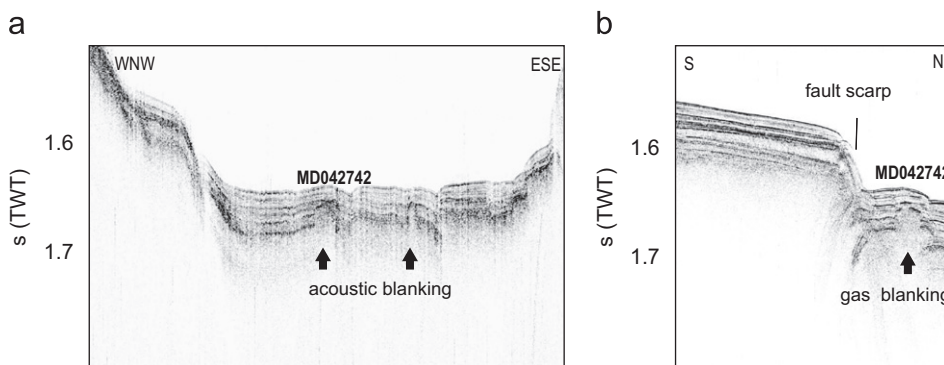 a
WNW
ESE
1.6
1.7
s (TWT)
MD042742
acoustic blanking
b
S
N
fault scarp
1.6
1.7
s (TWT)
MD042742
gas blanking